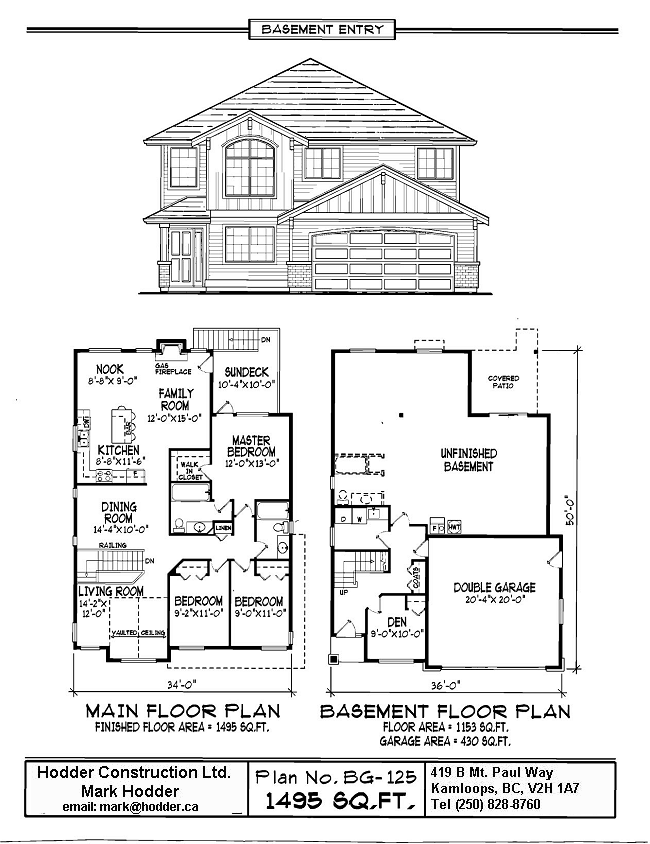 BASEMENT ENTRY
DN
NOOK
8'-8" X 9'-0"
GAS
FIREPLACE
SUNDECK
10'-4"X10'-0"
FAMILY
ROOM
12'-0"X15'-0"
KITCHEN
8'-8"X11'-6"
F
MASTER
BEDROOM
12'-0"X13'-0"
WALK
IN
CLOSET
DINING
ROOM
14'-4"X10'-0"
LINEN
RAILING
DN
LIVING ROOM
14'-2"X
12'-0"
VAULTED CEILING
BEDROOM
9'-2"X11'-0"
BEDROOM
9'-0"X11'-0"
34'-0"
MAIN FLOOR PLAN
FINISHED FLOOR AREA = 1495 SQ.FT.
COVERED
PATIO
UNFINISHED
BASEMENT
D W
F HWT
50'-0"
UP
COATS
DOUBLE GARAGE
20'-4"X 20'-0"
DEN
9'-0"X10'-0"
36'-0"
BASEMENT FLOOR PLAN
FLOOR AREA = 1153 SQ.FT.
GARAGE AREA = 430 SQ.FT.
Hodder Construction Ltd.
Mark Hodder
email: mark@hodder.ca
Plan No. BG-125
1495 SQ.FT.
419 B Mt. Paul Way
Kamloops, BC, V2H 1A7
Tel (250) 828-8760